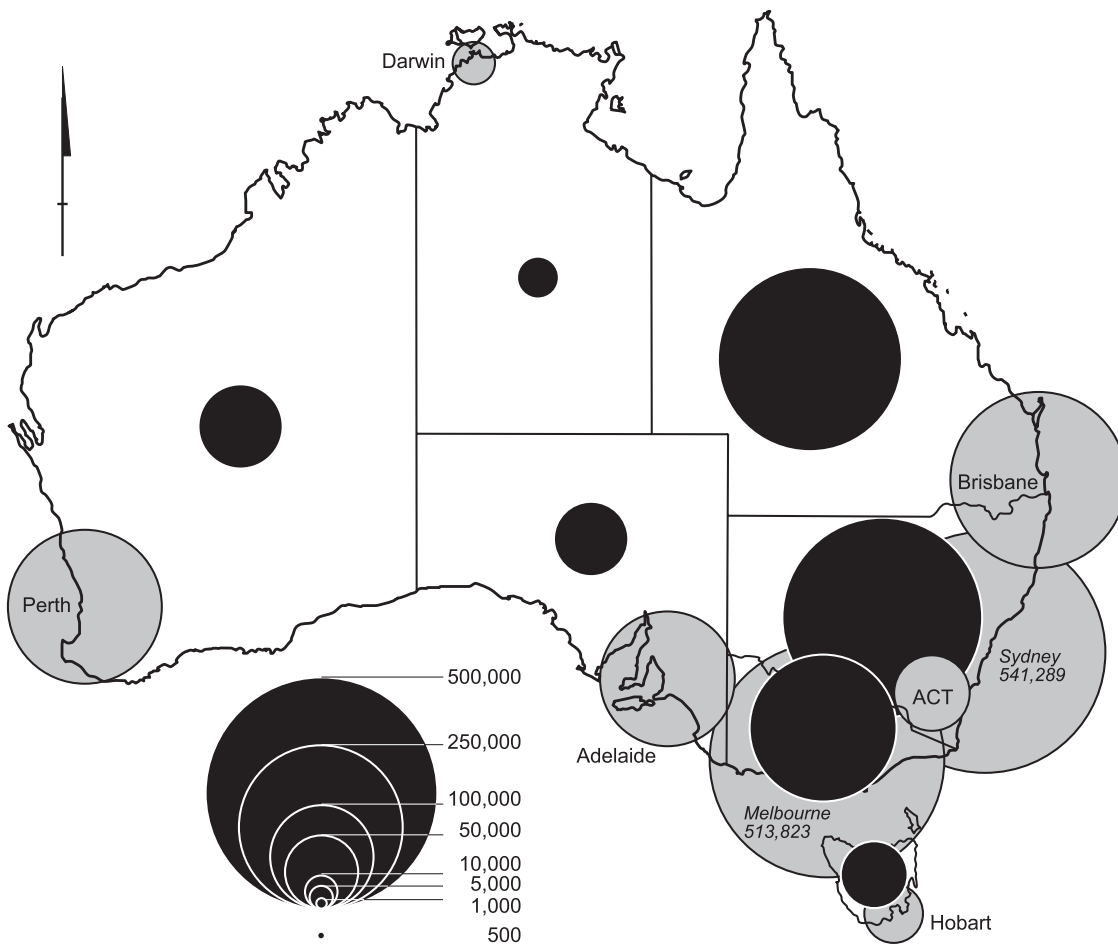 Darwin
Brisbane
Perth
Sydney
541,289
ACT
Adelaide
Melbourne
513,823
Hobart
500,000
250,000
100,000
50,000
10,000
5,000
1,000
500